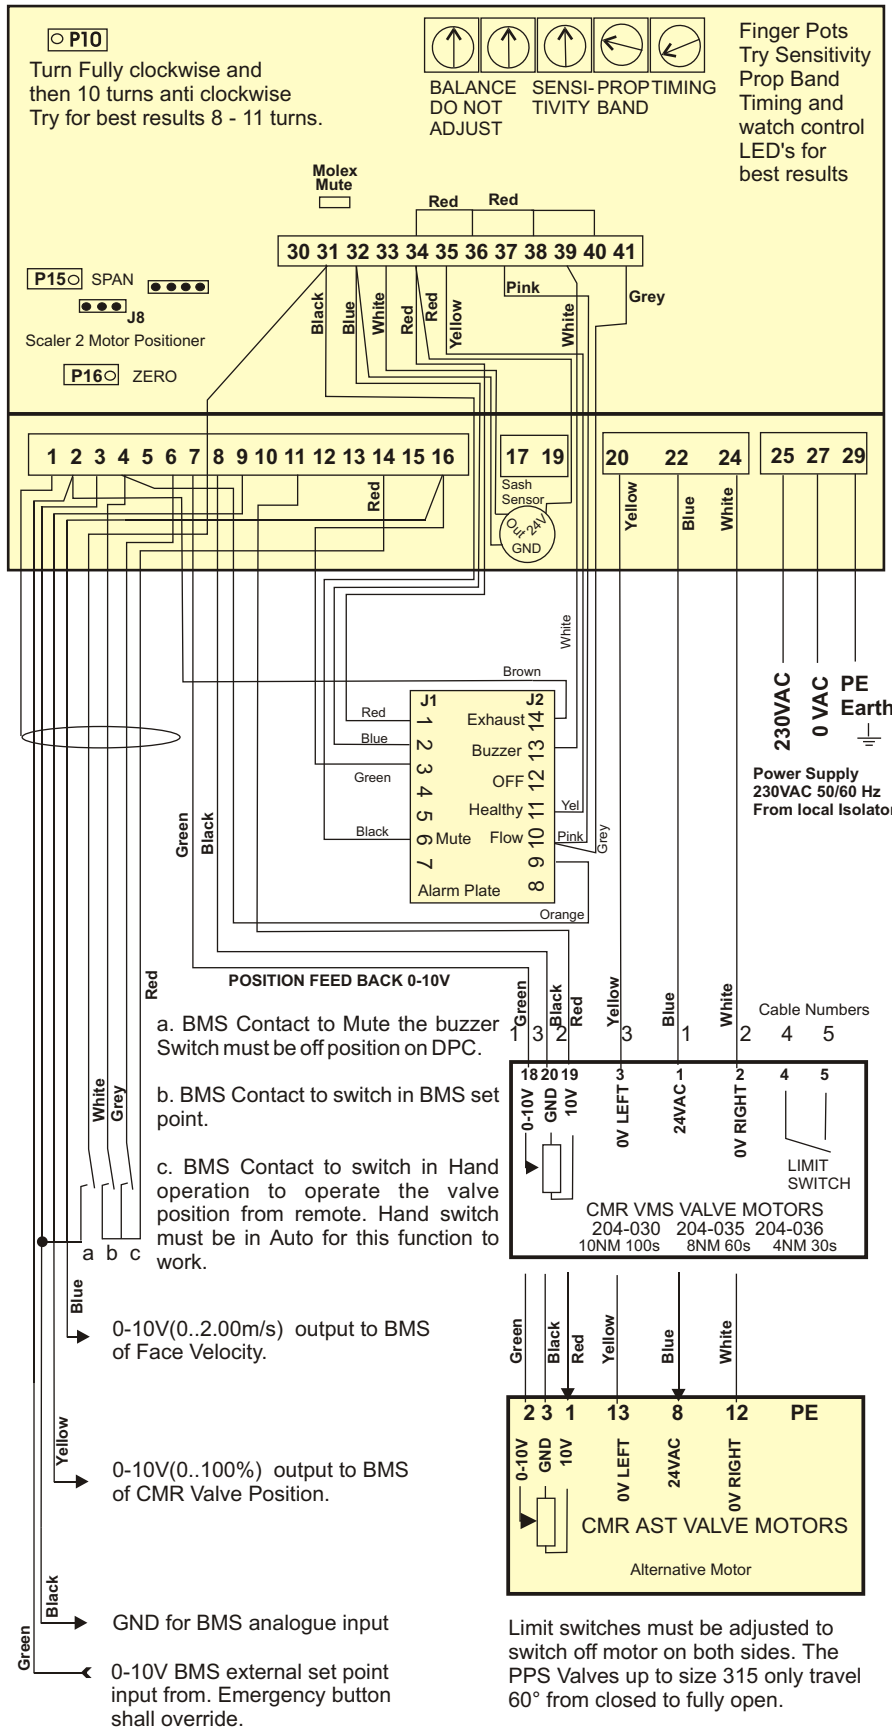 P10
Turn Fully clockwise and
then 10 turns anti clockwise
Try for best results 8 - 11 turns.
BALANCE
DO NOT
ADJUST
SENSI-
TIVITY
PROP
BAND
TIMING
Finger Pots
Try Sensitivity
Prop Band
Timing and
watch control
LED's for
best results
Molex
Mute
Red Red
30 31 32 33 34 35 36 37 38 39 40 41
Black
Blue
White
Red
Red
Yellow
Pink
White
Grey
P15 SPAN
J8
Scaler 2 Motor Positioner
P16 ZERO
1 2 3 4 5 6 7 8 9 10 11 12 13 14 15 16
17 19
20 22 24
25 27 29
Red
Sash
Sensor
Out
24V
GND
Yellow
Blue
White
White
Brown
230VAC
0 VAC
PE
Earth
Power Supply
230VAC 50/60 Hz
From local Isolator
J1
J2
Red
Blue
Green
Black
1
2
3
4
5
6
7
Mute
Exhaust 14
Buzzer 13
OFF 12
Healthy 11
Flow 10
9
8
Alarm Plate
Yel
Pink
Grey
Orange
Green
Black
POSITION FEED BACK 0-10V
Red
a. BMS Contact to Mute the buzzer
Switch must be off position on DPC.
b. BMS Contact to switch in BMS set
point.
c. BMS Contact to switch in Hand
operation to operate the valve
position from remote. Hand switch
must be in Auto for this function to
work.
White
Grey
a b c
Green
Black
Red
Yellow
Blue
White
Cable Numbers
1 3 2 3 1 2 4 5
18 20 19 3 1 2 4 5
0-10V
GND
10V
0V LEFT
24VAC
0V RIGHT
LIMIT
SWITCH
CMR VMS VALVE MOTORS
204-030 204-035 204-036
10NM 100s 8NM 60s 4NM 30s
Blue
0-10V(0..2.00m/s) output to BMS
of Face Velocity.
Green
Black
Red
Yellow
Blue
White
2 3 1 13 8 12 PE
0-10V
GND
10V
0V LEFT
24VAC
0V RIGHT
CMR AST VALVE MOTORS
Alternative Motor
Yellow
0-10V(0..100%) output to BMS
of CMR Valve Position.
Black
GND for BMS analogue input
Green
0-10V BMS external set point
input from. Emergency button
shall override.
Limit switches must be adjusted to
switch off motor on both sides. The
PPS Valves up to size 315 only travel
60° from closed to fully open.